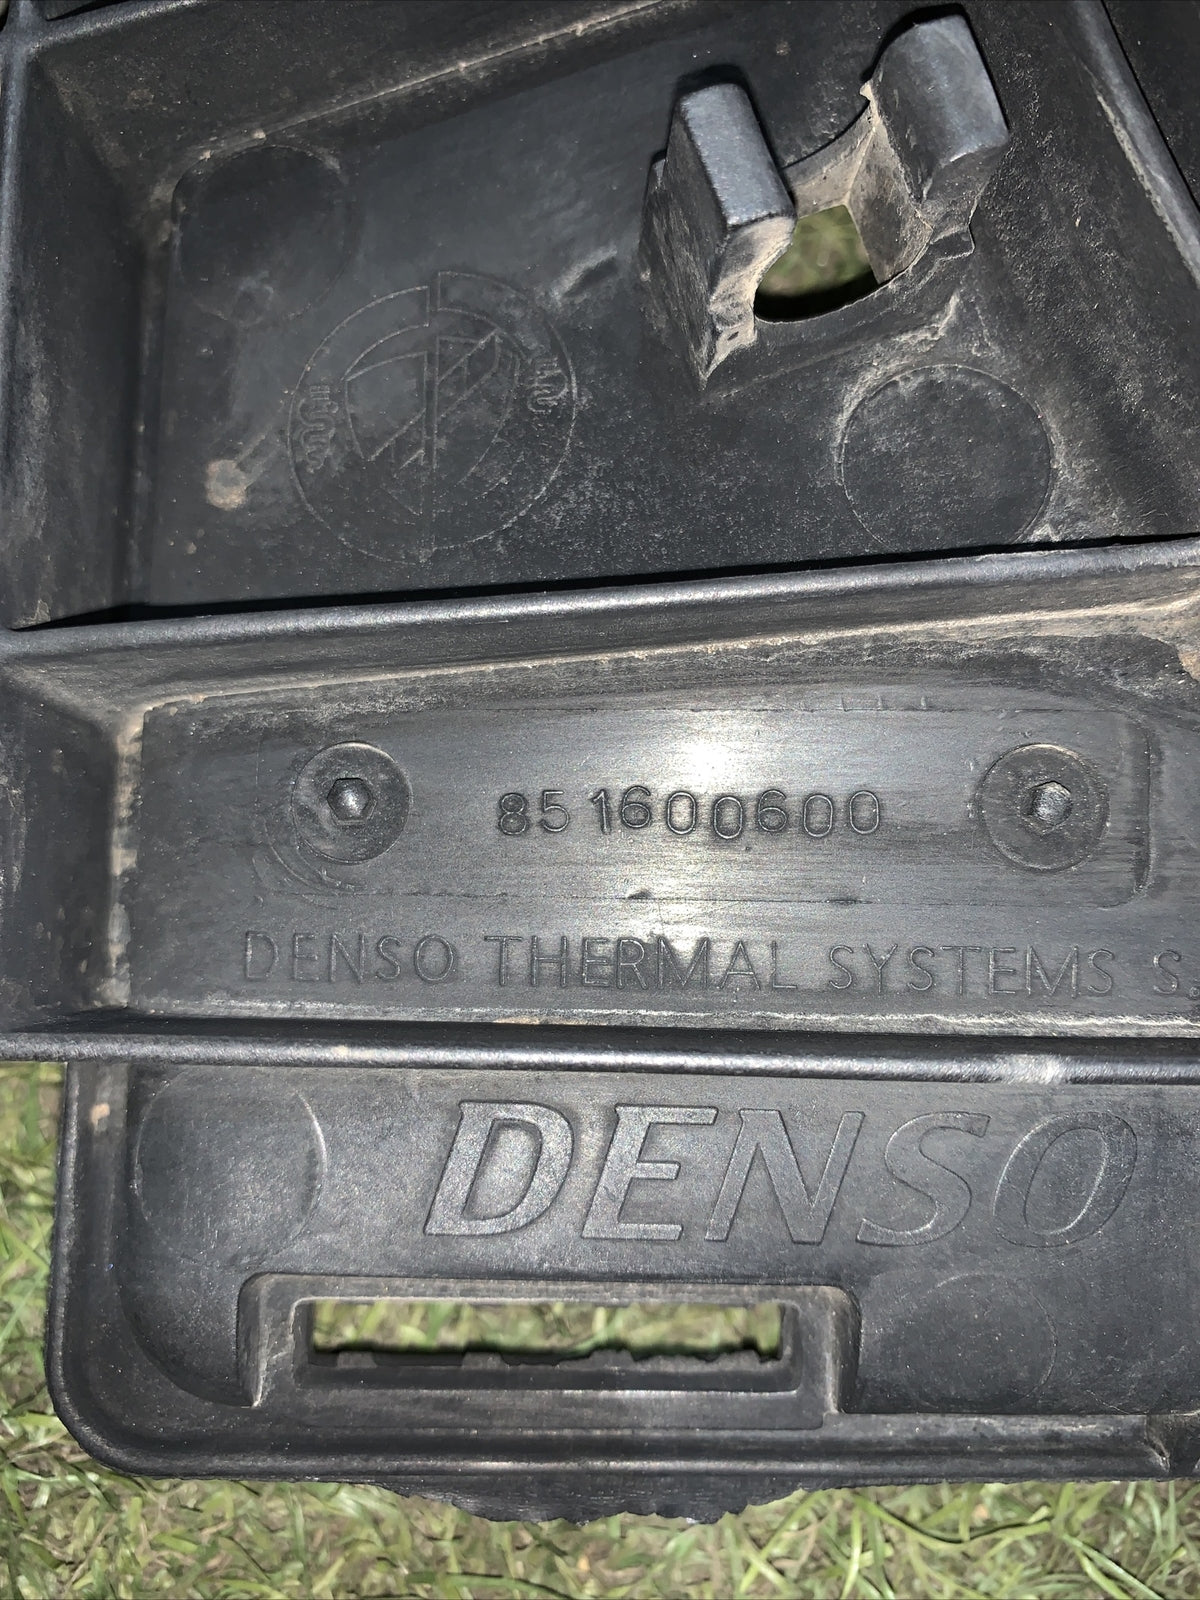 851600600
DENSO THERMAL SYSTEMS S.
DENSO